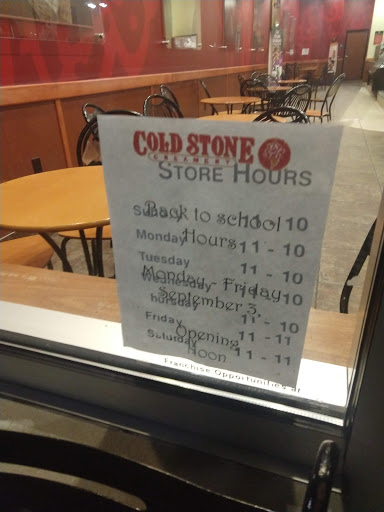 COLD STONE
CREAMERY
STORE HOURS
Back to school
Sunday 11 - 10
Hours
Monday 11 - 10
Tuesday 11 - 10
Monday - Friday
Wednesday 11 - 10
September 3
Thursday 11 - 10
Friday 11 - 11
Opening
Saturday 11 - 11
Noon
Franchise Opportunities